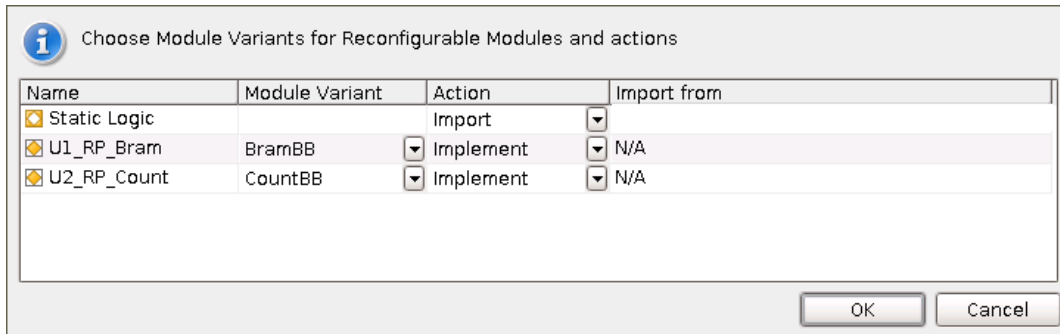 Choose Module Variants for Reconfigurable Modules and actions
Name Module Variant Action Import from
Static Logic Import
U1_RP_Bram BramBB Implement N/A
U2_RP_Count CountBB Implement N/A
OK Cancel